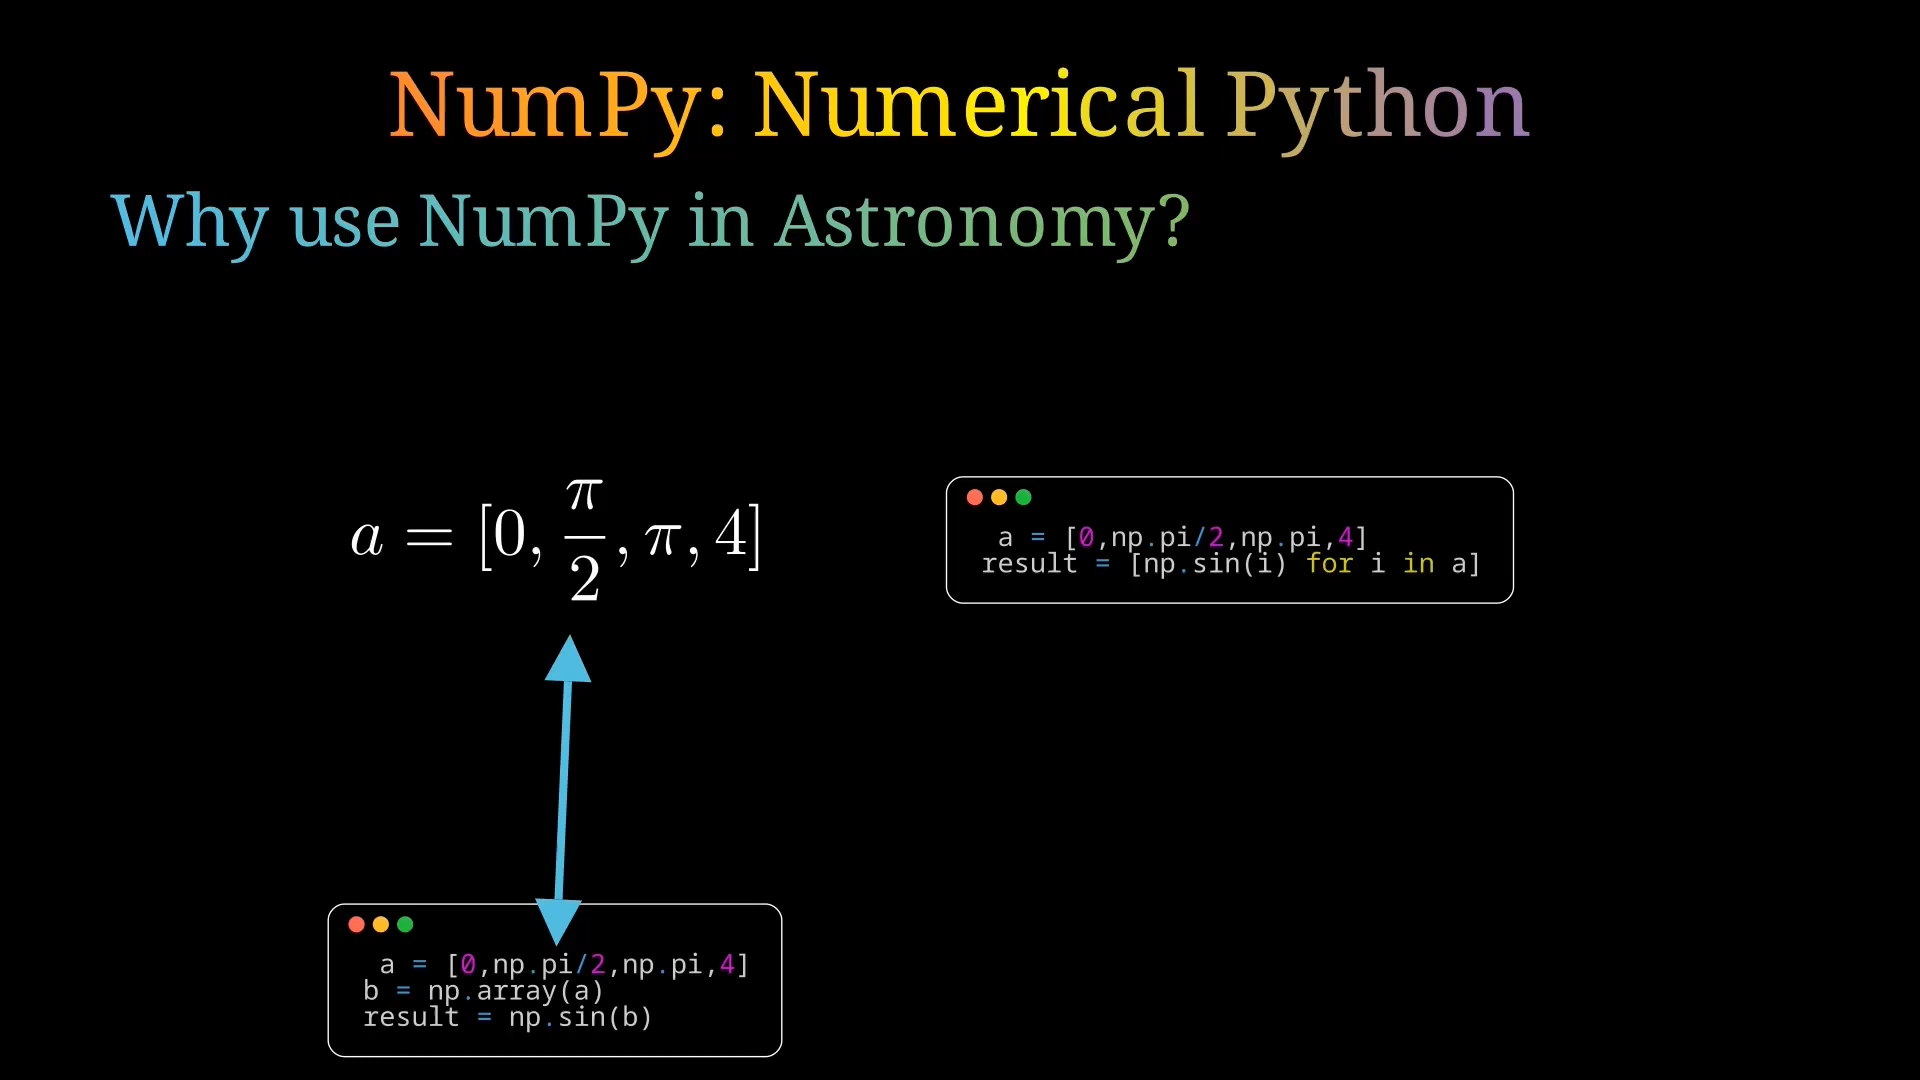 NumPy: Numerical Python
Why use NumPy in Astronomy?
a = [0, π/2, π, 4]
a = [0,np.pi/2,np.pi,4]
result = [np.sin(i) for i in a]
a = [0,np.pi/2,np.pi,4]
b = np.array(a)
result = np.sin(b)